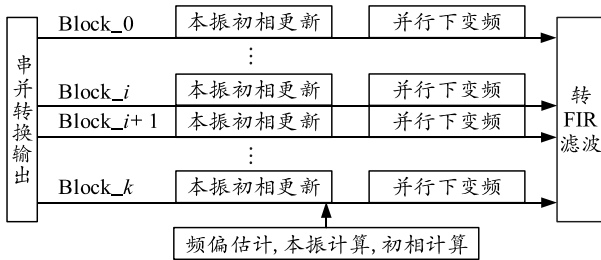 串并转换输出
Block_0 本振初相更新 并行下变频
⋮
Block_i 本振初相更新 并行下变频
Block_i+ 1 本振初相更新 并行下变频
⋮
Block_k 本振初相更新 并行下变频
转
FIR
滤波
频偏估计, 本振计算, 初相计算